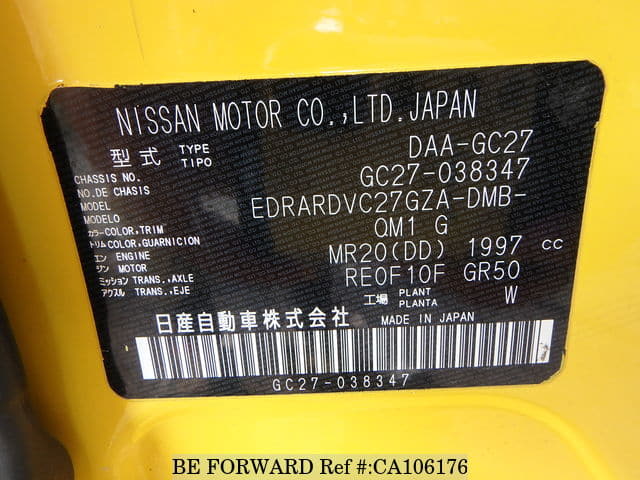 NISSAN MOTOR CO.,LTD.JAPAN
型式 TYPE TIPO DAA-GC27
CHASSIS NO. NO.DE CHASIS GC27-038347
MODEL MODELO EDRARDVC27GZA-DMB-
カラー COLOR,TRIM トリム COLOR,GUARNICION QM1 G
エン ENGINE ジン MOTOR MR20(DD) 1997 cc
ミッション TRANS.,AXLE アクスル TRANS.,EJE RE0F10F GR50
工場 PLANT PLANTA W
日産自動車株式会社 MADE IN JAPAN
GC27-038347
BE FORWARD Ref #:CA106176